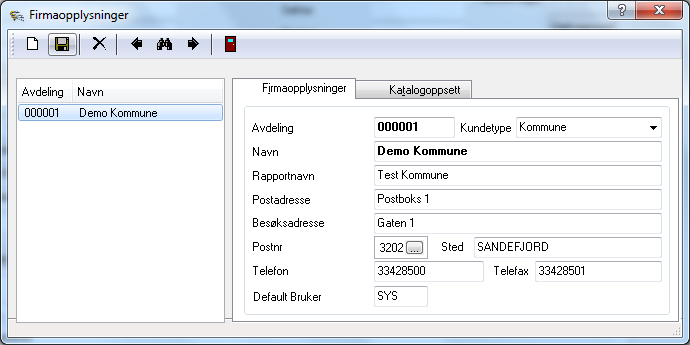 Firmaopplysninger
Avdeling Navn
000001 Demo Kommune
Firmaopplysninger Katalogoppsett
Avdeling 000001 Kundetype Kommune
Navn Demo Kommune
Rapportnavn Test Kommune
Postadresse Postboks 1
Besøksadresse Gaten 1
Postnr 3202 ... Sted SANDEFJORD
Telefon 33428500 Telefax 33428501
Default Bruker SYS